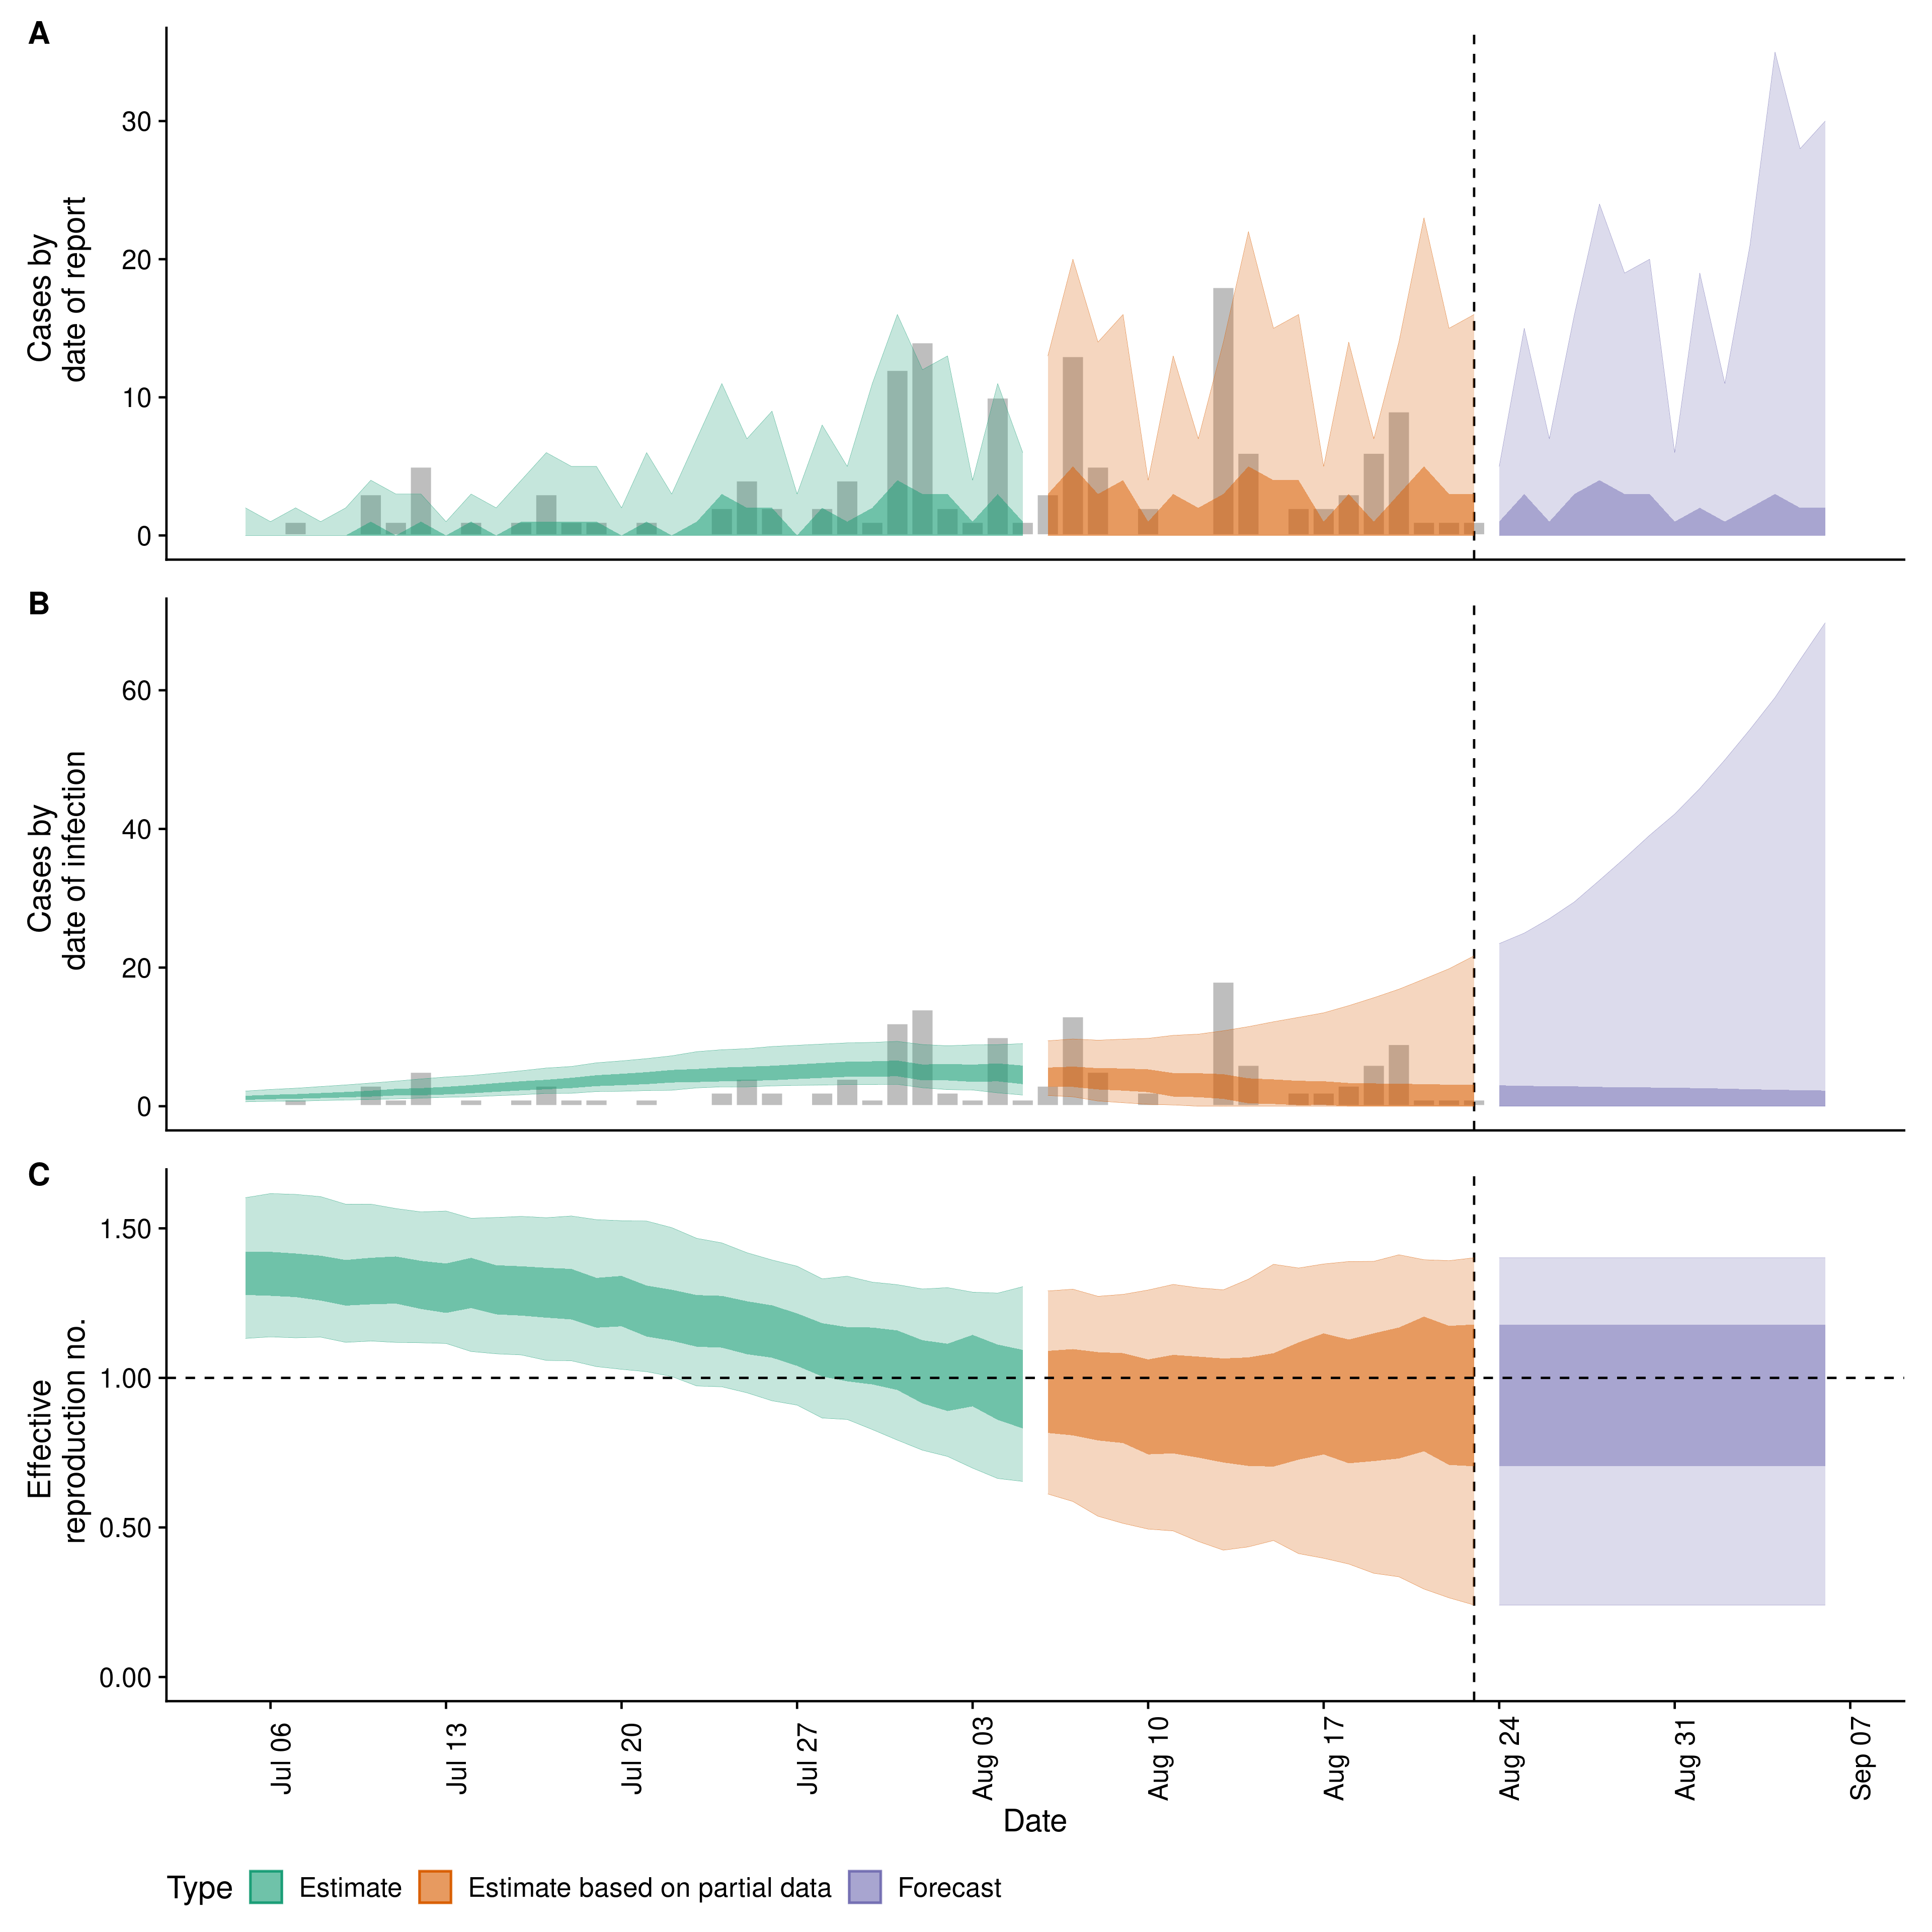 A
Cases by
date of report
30
20
10
0
B
Cases by
date of infection
60
40
20
0
C
Effective
reproduction no.
1.50
1.00
0.50
0.00
Jul 06
Jul 13
Jul 20
Jul 27
Aug 03
Aug 10
Aug 17
Aug 24
Aug 31
Sep 07
Date
Type Estimate Estimate based on partial data Forecast